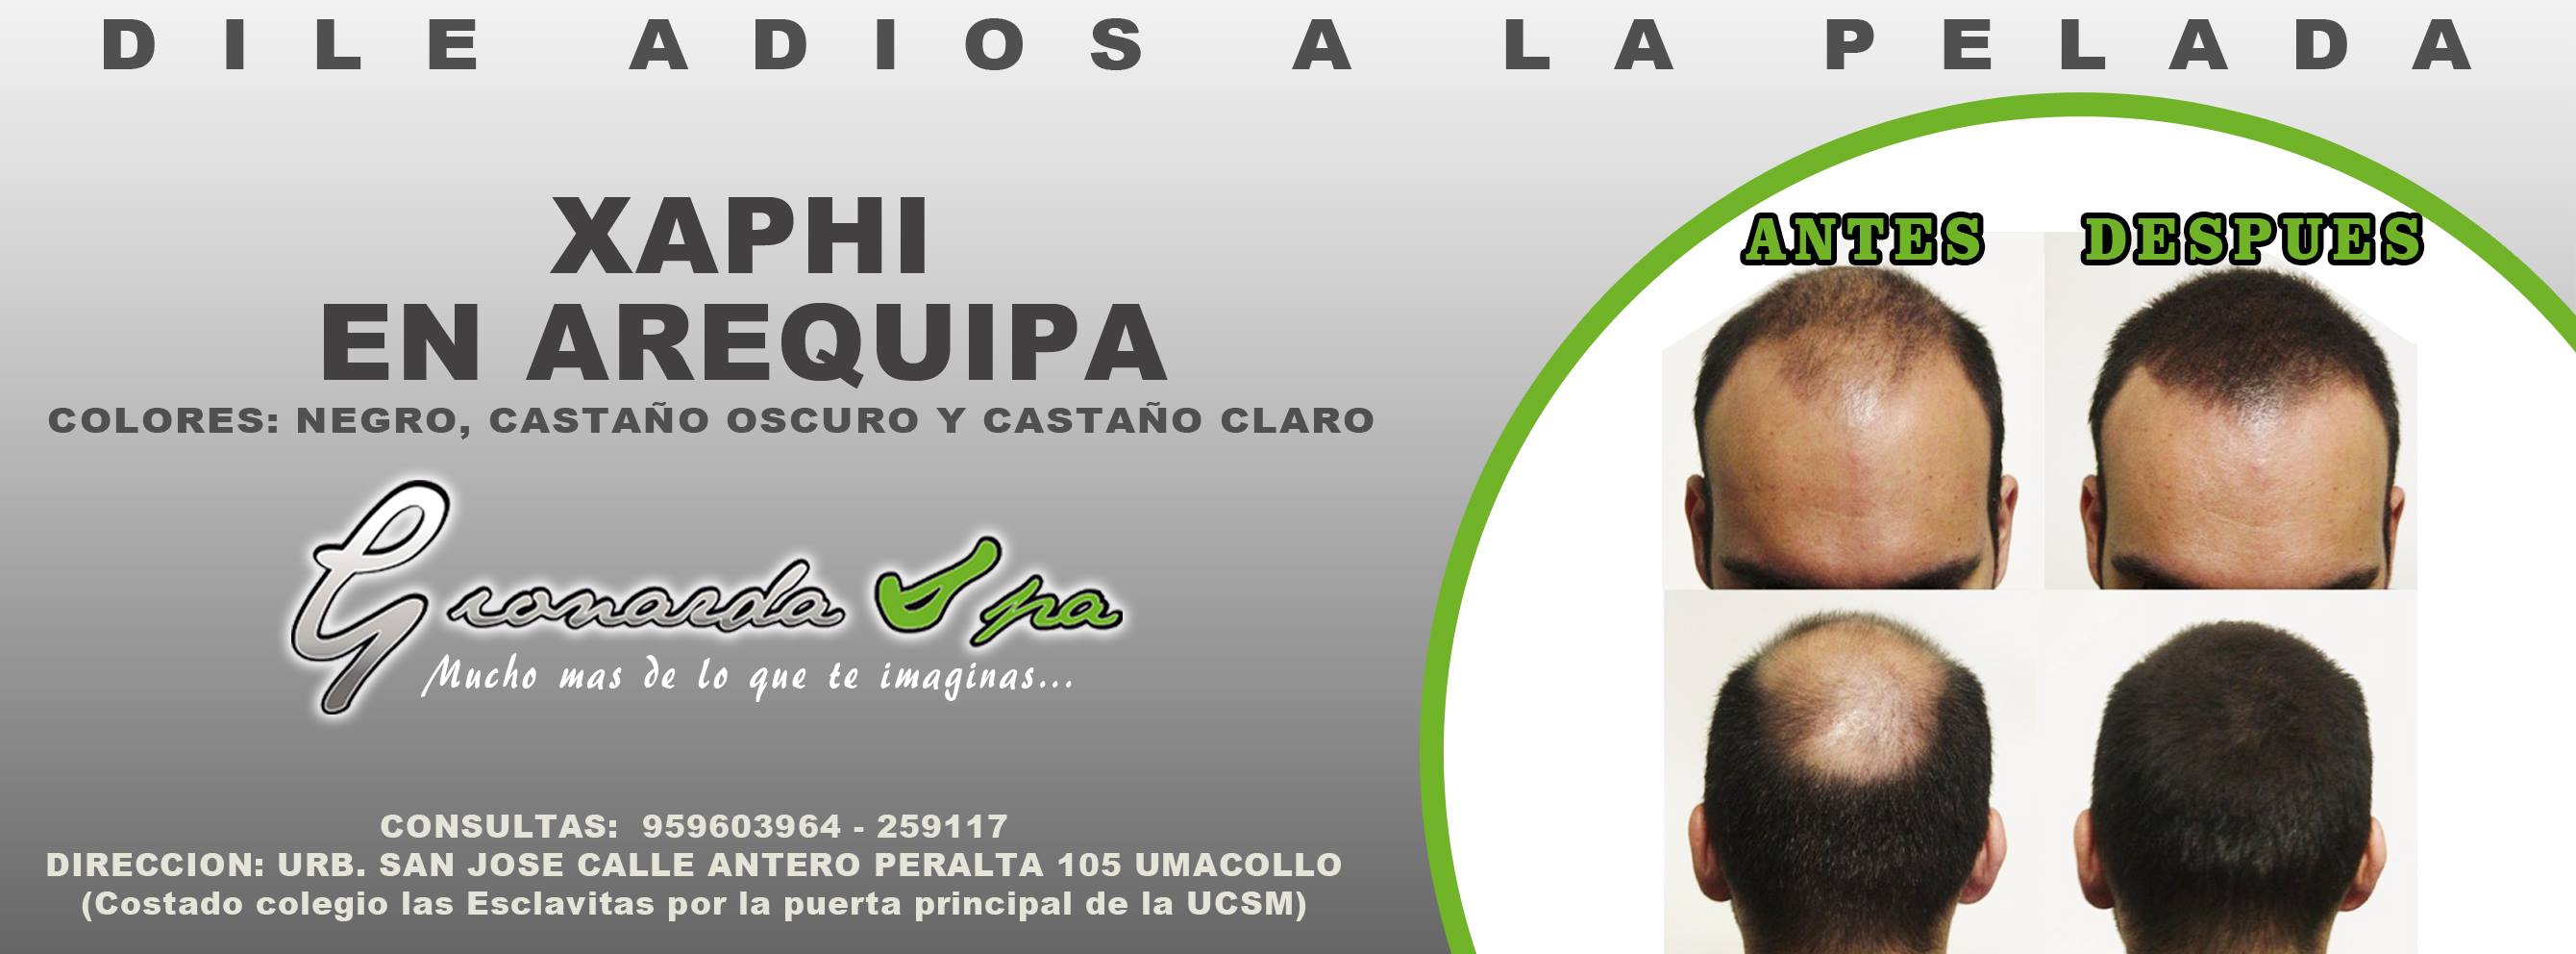 DILE ADIOS A LA PELADA
XAPHI
EN AREQUIPA
COLORES: NEGRO, CASTAÑO OSCURO Y CASTAÑO CLARO
Gronarda Spa
Mucho mas de lo que te imaginas...
CONSULTAS: 959603964 - 259117
DIRECCION: URB. SAN JOSE CALLE ANTERO PERALTA 105 UMACOLLO
(Costado colegio las Esclavitas por la puerta principal de la UCSM)
ANTES DESPUES